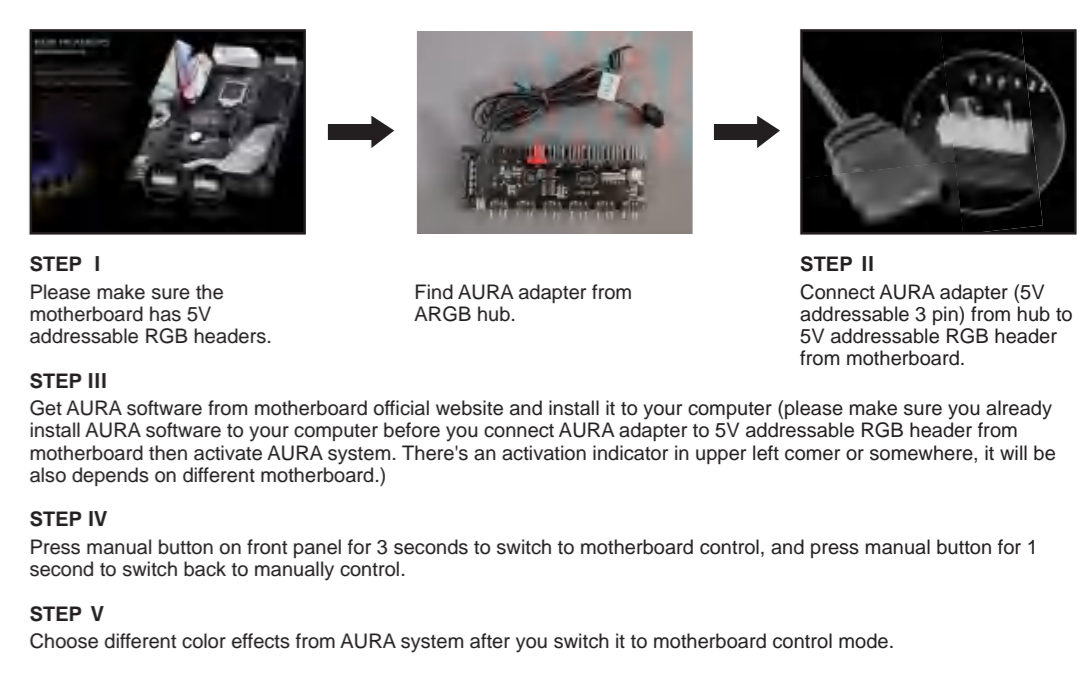 STEP I
Please make sure the
motherboard has 5V
addressable RGB headers.
Find AURA adapter from
ARGB hub.
STEP II
Connect AURA adapter (5V
addressable 3 pin) from hub to
5V addressable RGB header
from motherboard.
STEP III
Get AURA software from motherboard official website and install it to your computer (please make sure you already
install AURA software to your computer before you connect AURA adapter to 5V addressable RGB header from
motherboard then activate AURA system. There's an activation indicator in upper left comer or somewhere, it will be
also depends on different motherboard.)
STEP IV
Press manual button on front panel for 3 seconds to switch to motherboard control, and press manual button for 1
second to switch back to manually control.
STEP V
Choose different color effects from AURA system after you switch it to motherboard control mode.